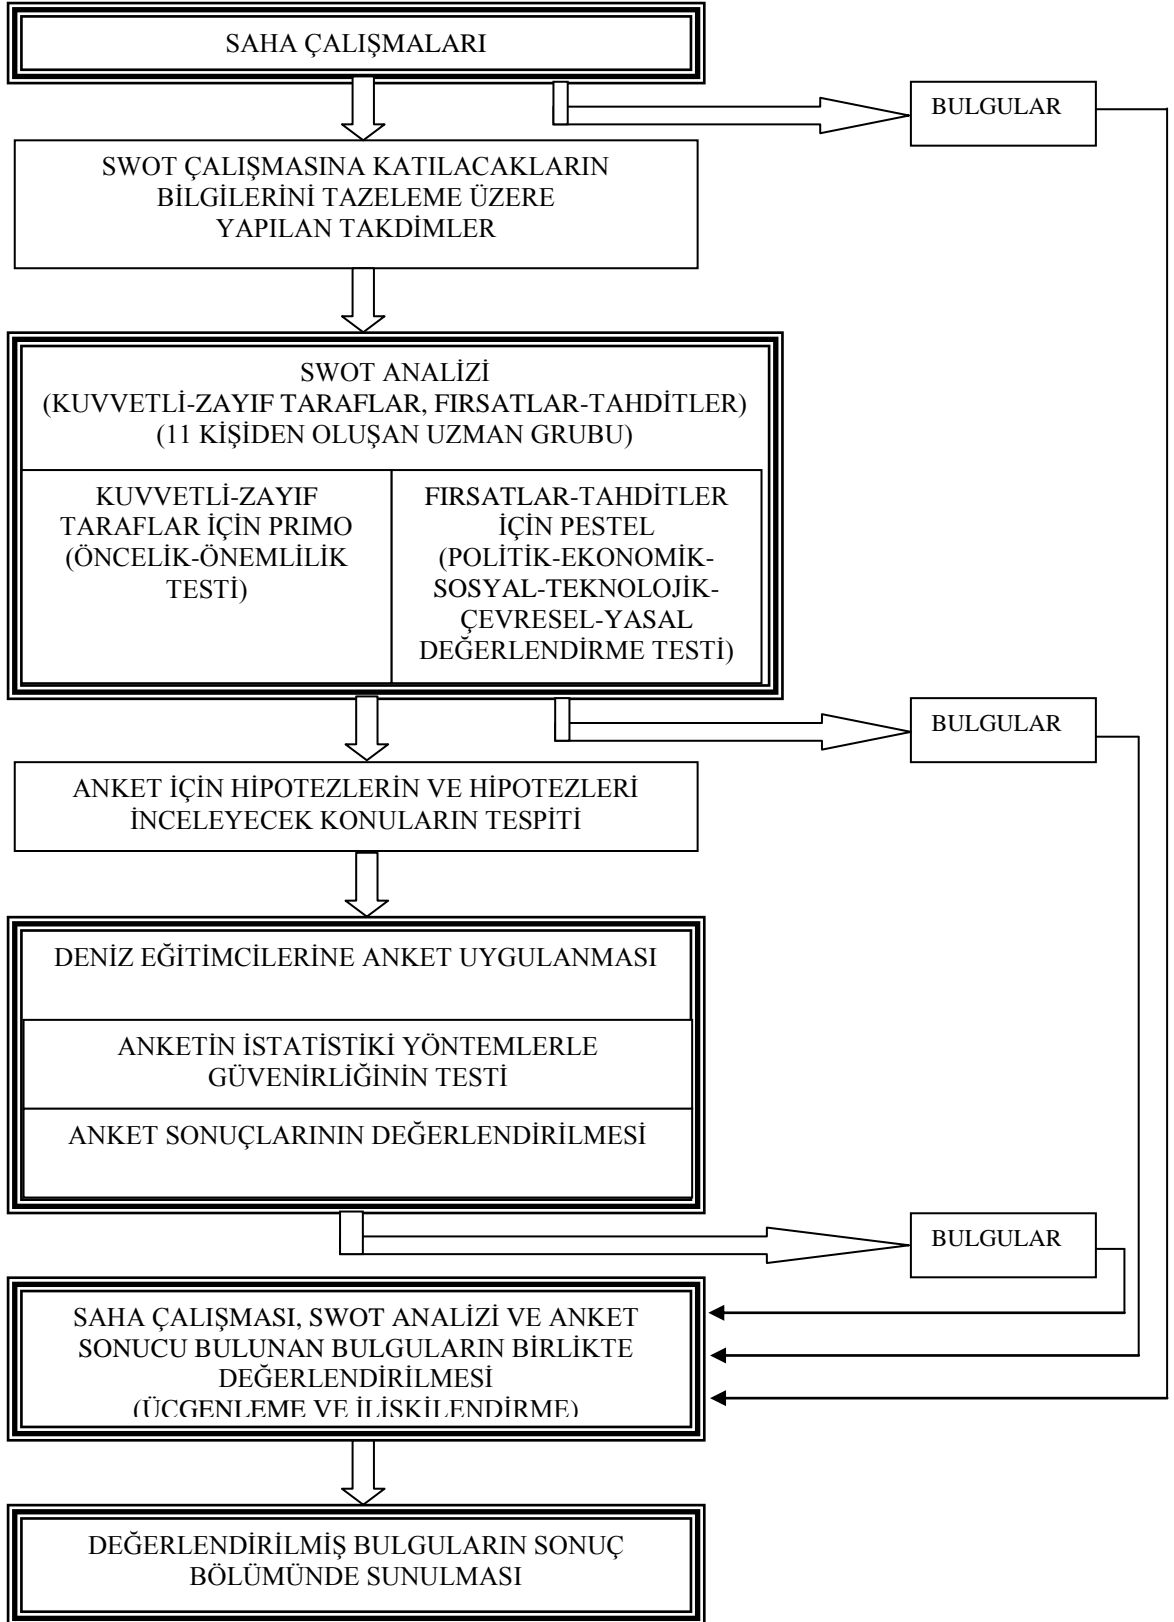 SAHA ÇALIŞMALARI
BULGULAR
SWOT ÇALIŞMASINA KATILACAKLARIN
BİLGİLERİNİ TAZELEME ÜZERE
YAPILAN TAKDİMLER
SWOT ANALİZİ
(KUVVETLİ-ZAYIF TARAFLAR, FIRSATLAR-TAHDİTLER)
(11 KİŞİDEN OLUŞAN UZMAN GRUBU)
KUVVETLİ-ZAYIF
TARAFLAR İÇİN PRIMO
(ÖNCELİK-ÖNEMLİLİK
TESTİ)
FIRSATLAR-TAHDİTLER
İÇİN PESTEL
(POLİTİK-EKONOMİK-
SOSYAL-TEKNOLOJİK-
ÇEVRESEL-YASAL
DEĞERLENDİRME TESTİ)
BULGULAR
ANKET İÇİN HİPOTEZLERİN VE HİPOTEZLERİ
İNCELEYECEK KONULARIN TESPİTİ
DENİZ EĞİTİMCİLERİNE ANKET UYGULANMASI
ANKETİN İSTATİSTİKİ YÖNTEMLERLE
GÜVENİRLİĞİNİN TESTİ
ANKET SONUÇLARININ DEĞERLENDİRİLMESİ
BULGULAR
SAHA ÇALIŞMASI, SWOT ANALİZİ VE ANKET
SONUCU BULUNAN BULGULARIN BİRLİKTE
DEĞERLENDİRİLMESİ
(ÜÇGENLEME VE İLİŞKİLENDİRME)
DEĞERLENDİRİLMİŞ BULGULARIN SONUÇ
BÖLÜMÜNDE SUNULMASI